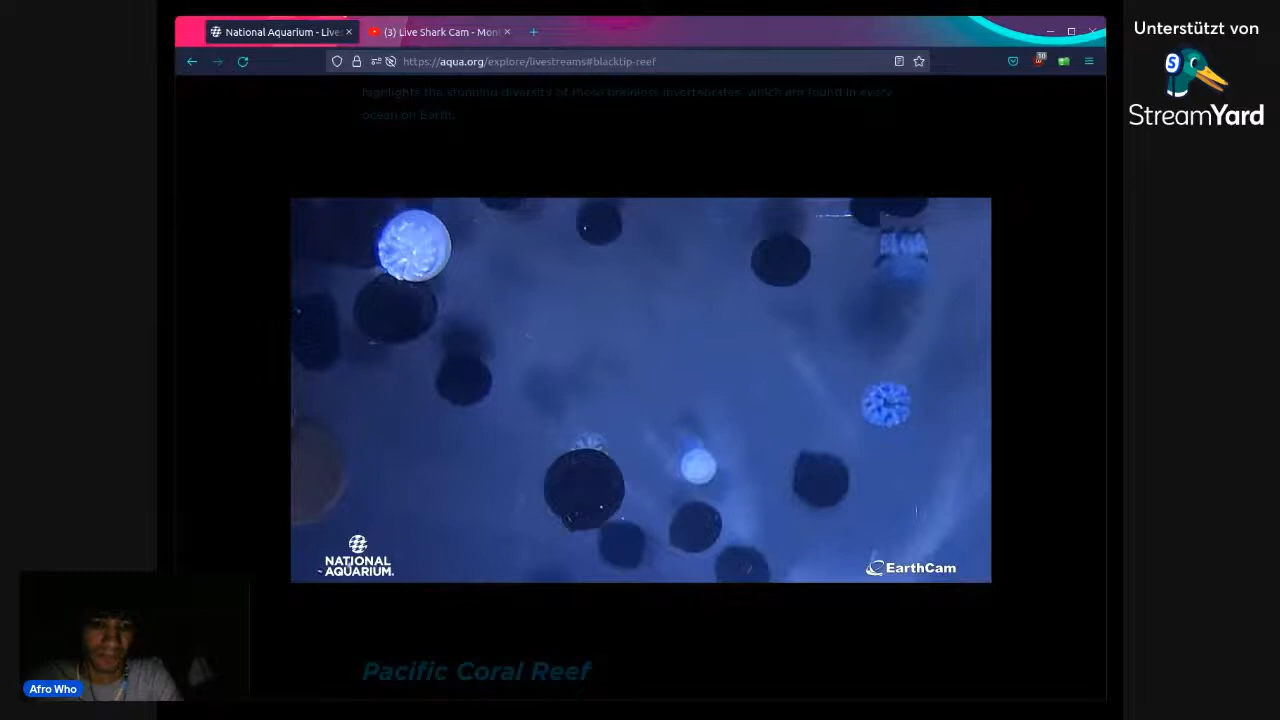 National Aquarium - Live
(3) Live Shark Cam - Mon
Unterstützt von
StreamYard
https://aqua.org/explore/livestreams#blacktip-reef
highlights the stunning diversity of these brainless invertebrates, which are found in every
ocean on Earth.
NATIONAL
AQUARIUM
EarthCam
Pacific Coral Reef
Afro Who